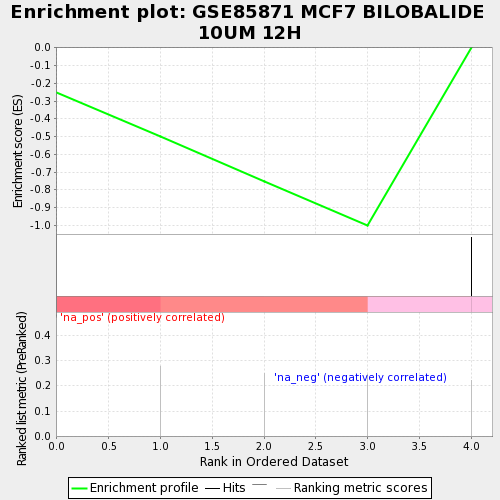 Enrichment plot: GSE85871 MCF7 BILOBALIDE
10UM 12H
Enrichment score (ES)
0.0
-0.1
-0.2
-0.3
-0.4
-0.5
-0.6
-0.7
-0.8
-0.9
-1.0
'na_pos' (positively correlated)
'na_neg' (negatively correlated)
Ranked list metric (PreRanked)
0.4
0.3
0.2
0.1
0.0
0.0 0.5 1.0 1.5 2.0 2.5 3.0 3.5 4.0
Rank in Ordered Dataset
Enrichment profile Hits Ranking metric scores